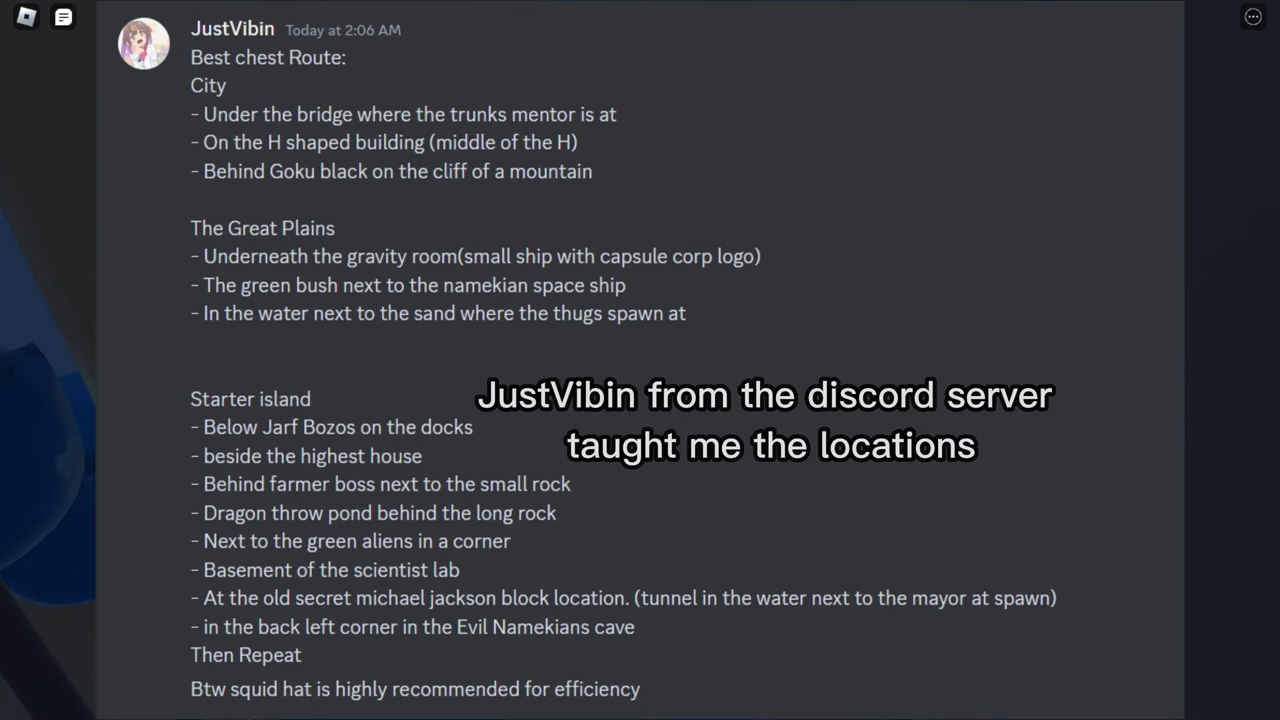 JustVibin Today at 2:06 AM
Best chest Route:
City
- Under the bridge where the trunks mentor is at
- On the H shaped building (middle of the H)
- Behind Goku black on the cliff of a mountain
The Great Plains
- Underneath the gravity room(small ship with capsule corp logo)
- The green bush next to the namekian space ship
- In the water next to the sand where the thugs spawn at
Starter island
- Below Jarf Bozos on the docks
- beside the highest house
- Behind farmer boss next to the small rock
- Dragon throw pond behind the long rock
- Next to the green aliens in a corner
- Basement of the scientist lab
- At the old secret michael jackson block location. (tunnel in the water next to the mayor at spawn)
- in the back left corner in the Evil Namekians cave
Then Repeat
Btw squid hat is highly recommended for efficiency
JustVibin from the discord server
taught me the locations